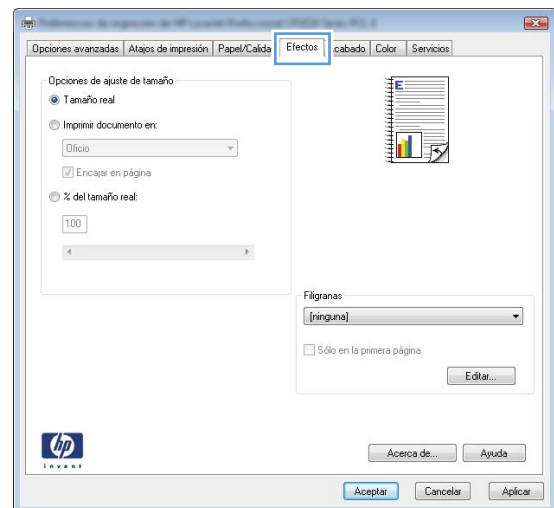 Opciones avanzadas Atajos de impresión Papel/Calida Efectos cabado Color Servicios
Opciones de ajuste de tamaño
Tamaño real
Imprimir documento en:
Oficio
Encajar en página
% del tamaño real:
100
E
Filigranas
[ninguna]
Sólo en la primera página
Editar...
hp
invent
Acerca de... Ayuda
Aceptar Cancelar Aplicar